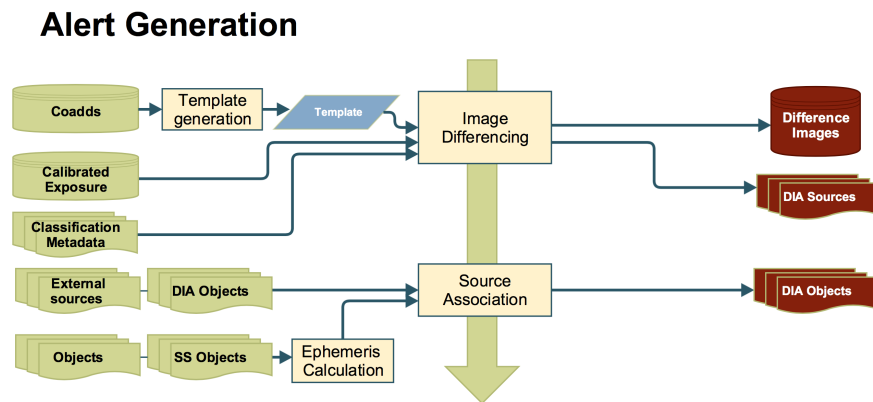 Alert Generation
Coadds
Template
generation
Template
Image
Differencing
Difference
Images
Calibrated
Exposure
DIA Sources
Classification
Metadata
External
sources
DIA Objects
Source
Association
DIA Objects
Objects
SS Objects
Ephemeris
Calculation